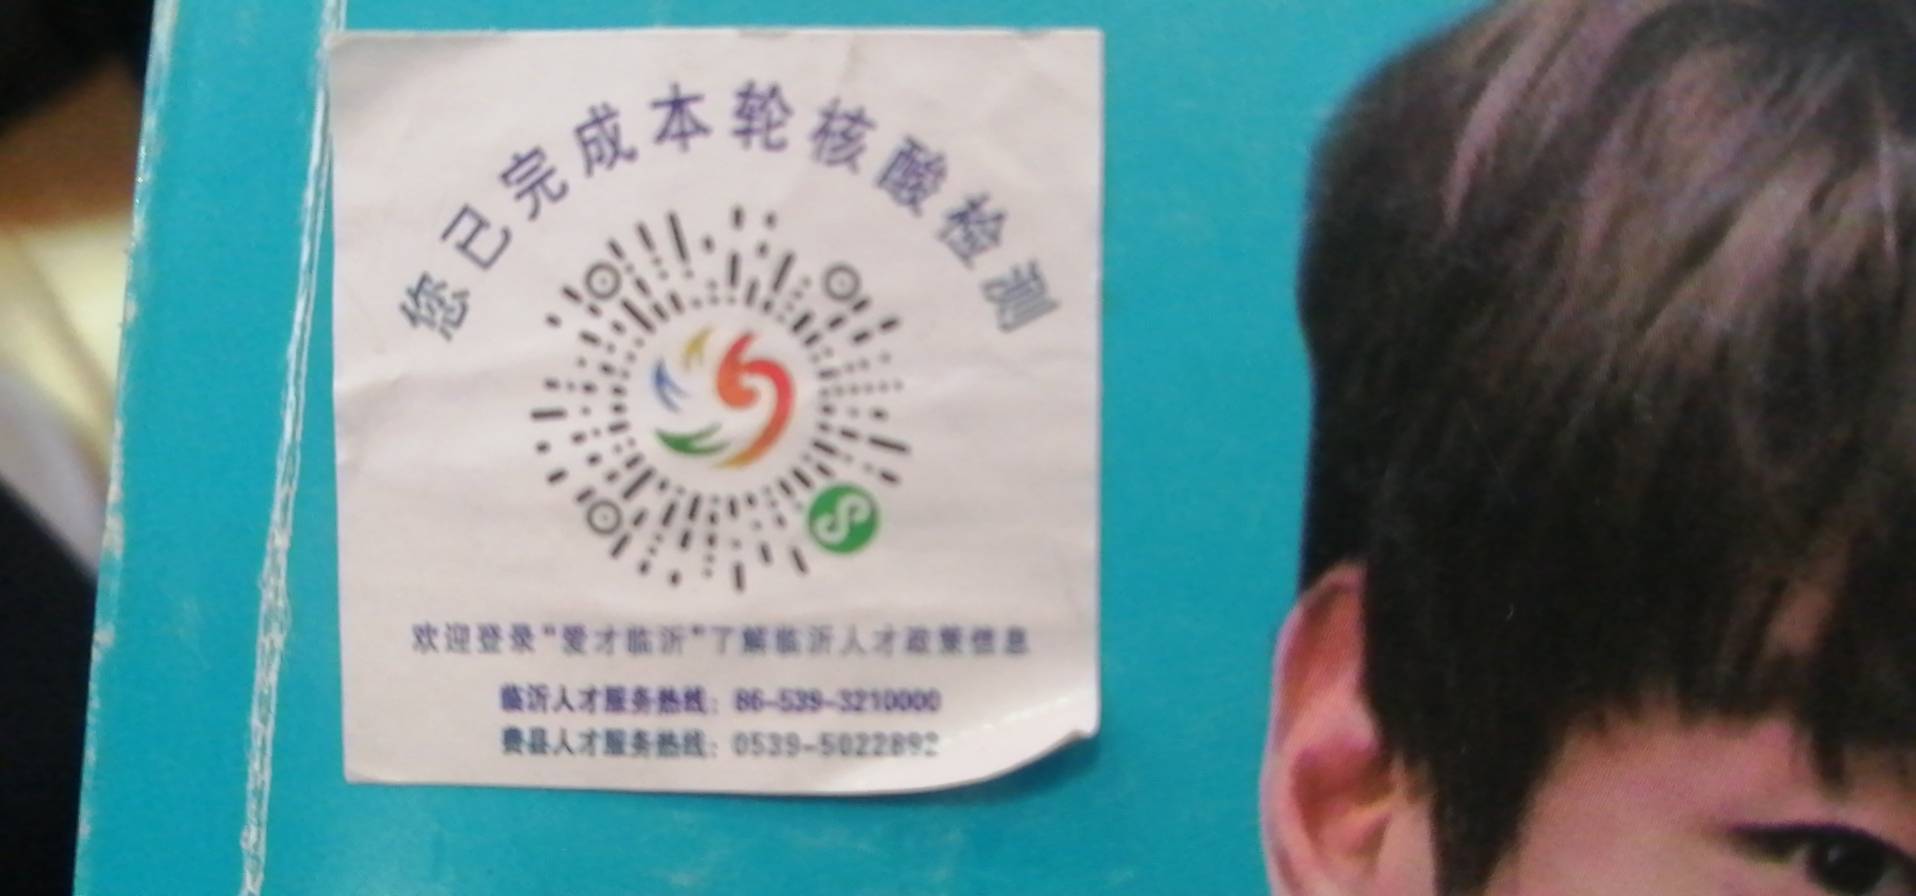 您已完成本轮核酸检测
欢迎登录“爱才临沂”了解临沂人才政策信息
临沂人才服务热线：86-539-3210000
费县人才服务热线：0539-5022892